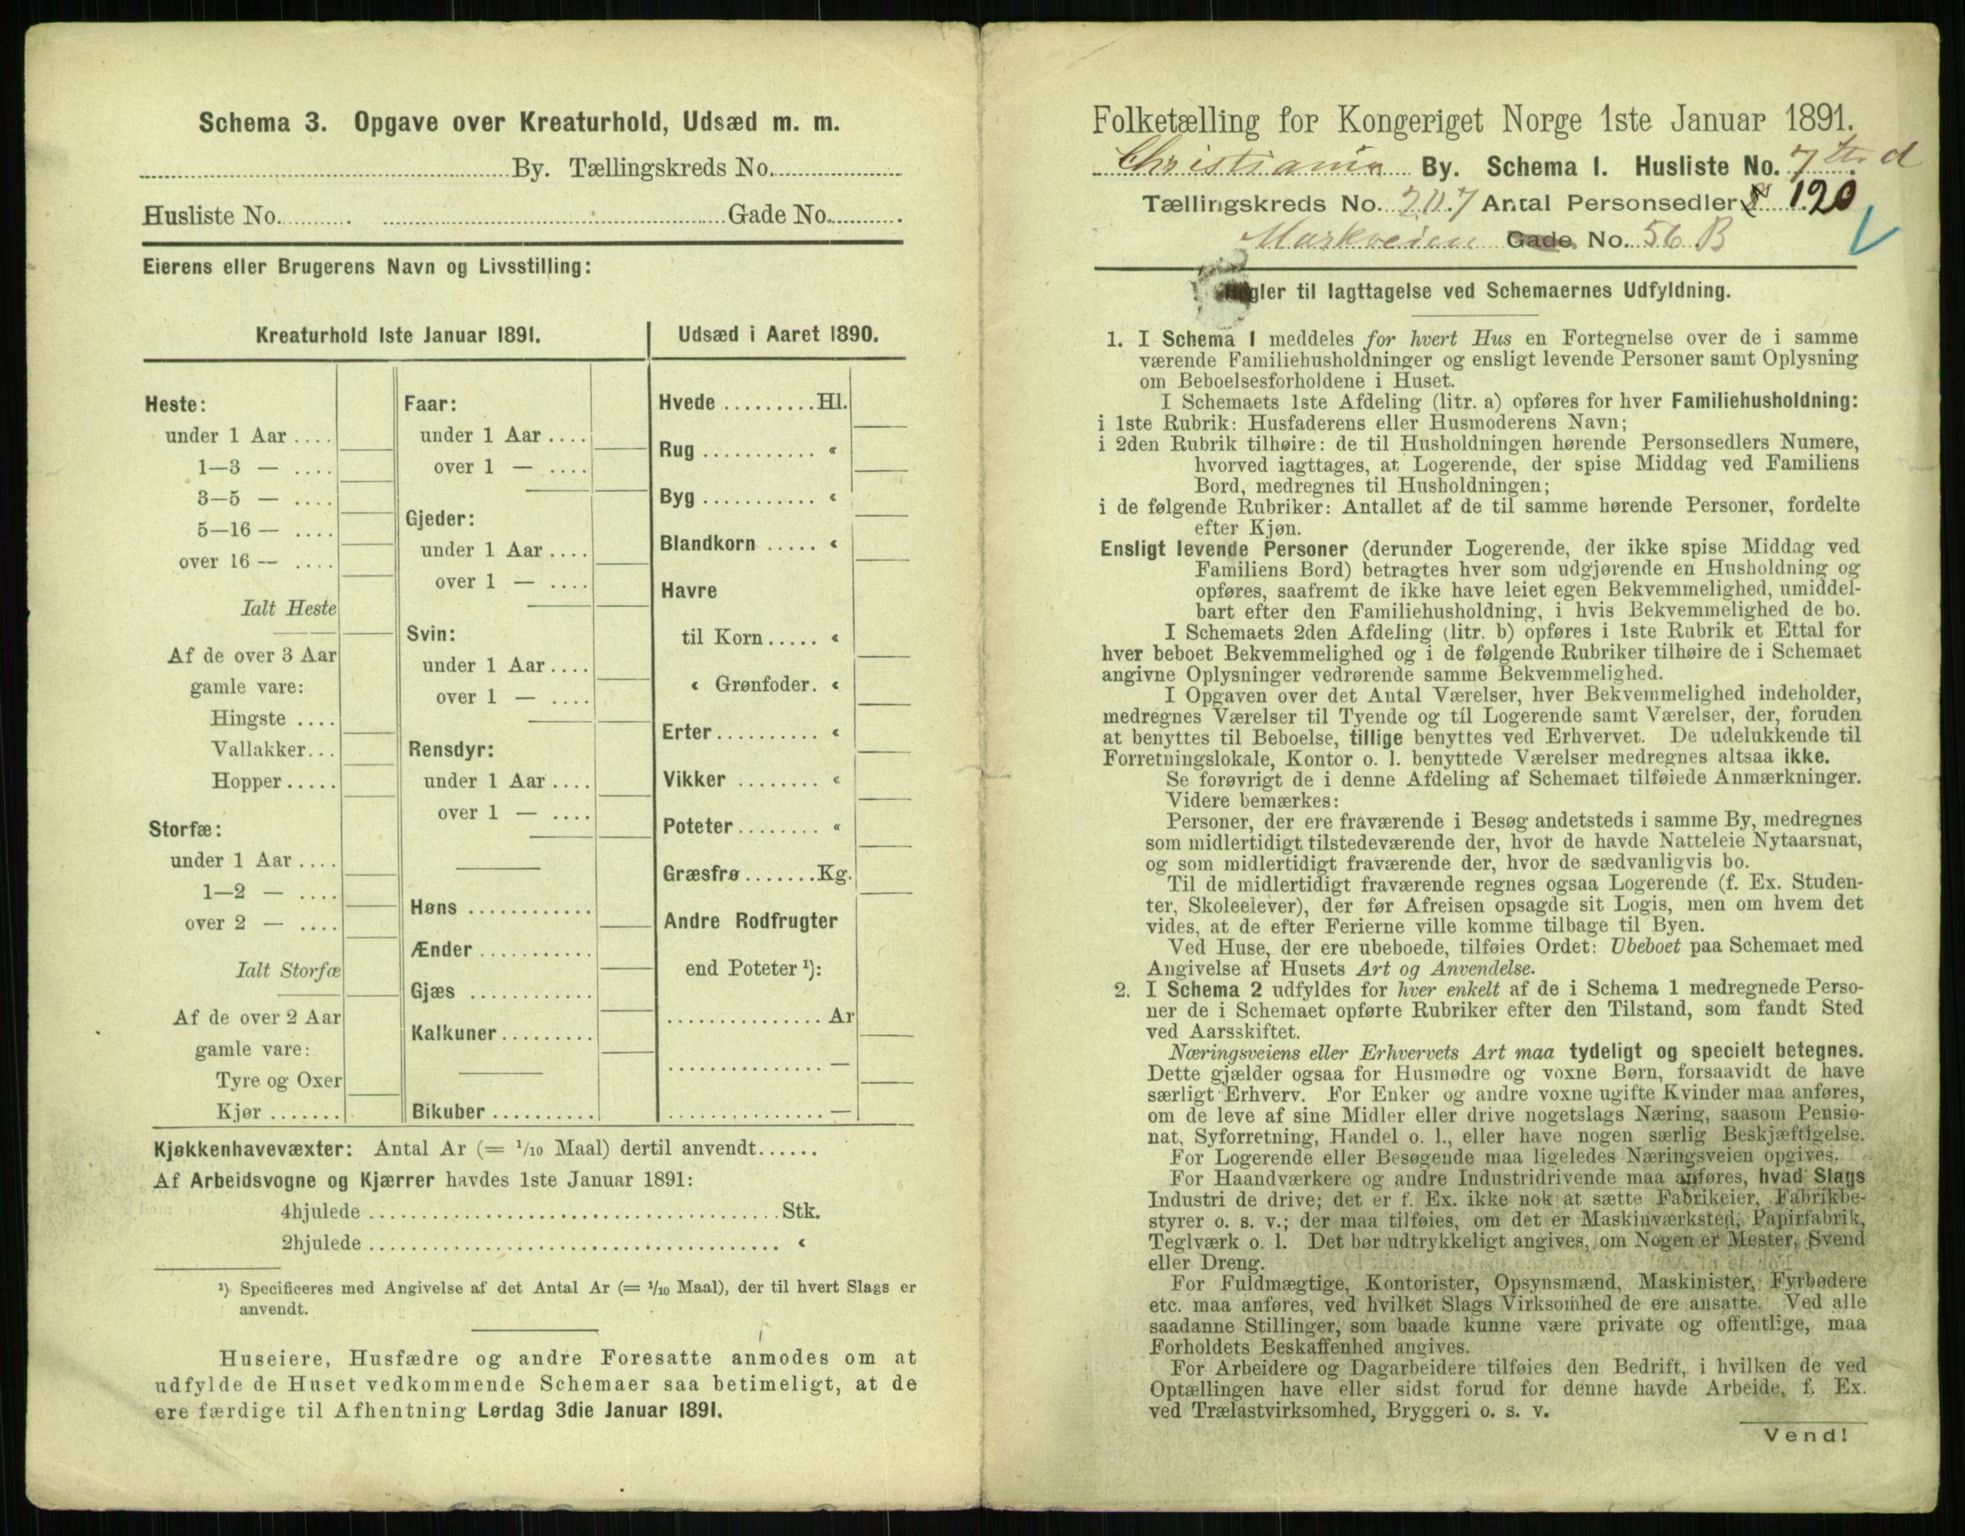 Schema 3. Opgave over Kreaturhold, Udsæd m. m.
By. Tællingskreds No.
Husliste No. Gade No.
Eierens eller Brugerens Navn og Livsstilling:
Kreaturhold 1ste Januar 1891.
Heste:
under 1 Aar ....
1—3 — ....
3—5 — ....
5—16 — ....
over 16 — ....
Ialt Heste
Af de over 3 Aar
gamle vare:
Hingste ....
Vallakker...
Hopper.....
Storfæ:
under 1 Aar ....
1—2 — ....
over 2 — ....
Ialt Storfæ
Af de over 2 Aar
gamle vare:
Tyre og Oxer
Kjør .......
Faar:
under 1 Aar ....
over 1 — ....
Gjeder:
under 1 Aar ....
over 1 — ....
Svin:
under 1 Aar ....
over 1 — ....
Rensdyr:
under 1 Aar ....
over 1 — ....
Høns ............
Ænder ...........
Gjæs ............
Kalkuner.........
Bikuber ..........
Udsæd i Aaret 1890.
Hvede .........Hl.
Rug ........... «
Byg ........... «
Blandkorn ..... «
Havre
til Korn ..... «
« Grønfoder. «
Erter.......... «
Vikker ........ «
Poteter........ «
Græsfrø.......Kg.
Andre Rodfrugter
end Poteter ¹):
............... Ar
............... —
............... —
Kjøkkenhavevæxter: Antal Ar (= 1/10 Maal) dertil anvendt......
Af Arbeidsvogne og Kjærrer havdes 1ste Januar 1891:
4hjulede ........................................Stk.
2hjulede ........................................ «
¹) Specificeres med Angivelse af det Antal Ar (= 1/10 Maal), der til hvert Slags er
anvendt.
Huseiere, Husfædre og andre Foresatte anmodes om at
udfylde de Huset vedkommende Schemaer saa betimeligt, at de
ere færdige til Afhentning Lørdag 3die Januar 1891.
Folketælling for Kongeriget Norge 1ste Januar 1891.
Christiania By. Schema I. Husliste No. 7 d
Tællingskreds No. 207 Antal Personsedler 120
Markveien Gade No. 56 B
Regler til Iagttagelse ved Schemaernes Udfyldning.
1. I Schema 1 meddeles for hvert Hus en Fortegnelse over de i samme
værende Familiehusholdninger og ensligt levende Personer samt Oplysning
om Beboelsesforholdene i Huset.
I Schemaets 1ste Afdeling (litr. a) opføres for hver Familiehusholdning:
i 1ste Rubrik: Husfaderens eller Husmoderens Navn;
i 2den Rubrik tilhøire: de til Husholdningen hørende Personsedlers Numere,
hvorved iagttages, at Logerende, der spise Middag ved Familiens
Bord, medregnes til Husholdningen;
i de følgende Rubriker: Antallet af de til samme hørende Personer, fordelte
efter Kjøn.
Ensligt levende Personer (derunder Logerende, der ikke spise Middag ved
Familiens Bord) betragtes hver som udgjørende en Husholdning og
opføres, saafremt de ikke have leiet egen Bekvemmelighed, umiddel-
bart efter den Familiehusholdning, i hvis Bekvemmelighed de bo.
I Schemaets 2den Afdeling (litr. b) opføres i 1ste Rubrik et Ettal for
hver beboet Bekvemmelighed og i de følgende Rubriker tilhøire de i Schemaet
angivne Oplysninger vedrørende samme Bekvemmelighed.
I Opgaven over det Antal Værelser, hver Bekvemmelighed indeholder,
medregnes Værelser til Tyende og til Logerende samt Værelser, der, foruden
at benyttes til Beboelse, tillige benyttes ved Erhvervet. De udelukkende til
Forretningslokale, Kontor o. l. benyttede Værelser medregnes altsaa ikke.
Se forøvrigt de i denne Afdeling af Schemaet tilføiede Anmærkninger.
Videre bemærkes:
Personer, der ere fraværende i Besøg andetsteds i samme By, medregnes
som midlertidigt tilstedeværende der, hvor de havde Natteleie Nytaarsnat,
og som midlertidigt fraværende der, hvor de sædvanligvis bo.
Til de midlertidigt fraværende regnes ogsaa Logerende (f. Ex. Studen-
ter, Skoleelever), der før Afreisen opsagde sit Logis, men om hvem det
vides, at de efter Ferierne ville komme tilbage til Byen.
Ved Huse, der ere ubeboede, tilføies Ordet: Ubeboet paa Schemaet med
Angivelse af Husets Art og Anvendelse.
2. I Schema 2 udfyldes for hver enkelt af de i Schema 1 medregnede Perso-
ner de i Schemaet opførte Rubriker efter den Tilstand, som fandt Sted
ved Aarsskiftet.
Næringsveiens eller Erhvervets Art maa tydeligt og specielt betegnes.
Dette gjælder ogsaa for Husmødre og voxne Børn, forsaavidt de have
særligt Erhverv. For Enker og andre voxne ugifte Kvinder maa anføres,
om de leve af sine Midler eller drive nogetslags Næring, saasom Pensio-
nat, Syforretning, Handel o. l., eller have nogen særlig Beskjæftigelse.
For Logerende eller Besøgende maa ligeledes Næringsveien opgives.
For Haandværkere og andre Industridrivende maa anføres, hvad Slags
Industri de drive; det er f. Ex. ikke nok at sætte Fabrikeier, Fabrikbe-
styrer o. s. v.; der maa tilføies, om det er Maskinværksted, Papirfabrik,
Teglværk o. l. Det bør udtrykkeligt angives, om Nogen er Mester, Svend
eller Dreng.
For Fuldmægtige, Kontorister, Opsynsmænd, Maskinister, Fyrbødere
etc. maa anføres, ved hvilket Slags Virksomhed de ere ansatte. Ved alle
saadanne Stillinger, som baade kunne være private og offentlige, maa
Forholdets Beskaffenhed angives.
For Arbeidere og Dagarbeidere tilføies den Bedrift, i hvilken de ved
Optællingen have eller sidst forud for denne havde Arbeide, f. Ex.
ved Trælastvirksomhed, Bryggeri o. s. v.
Vend!